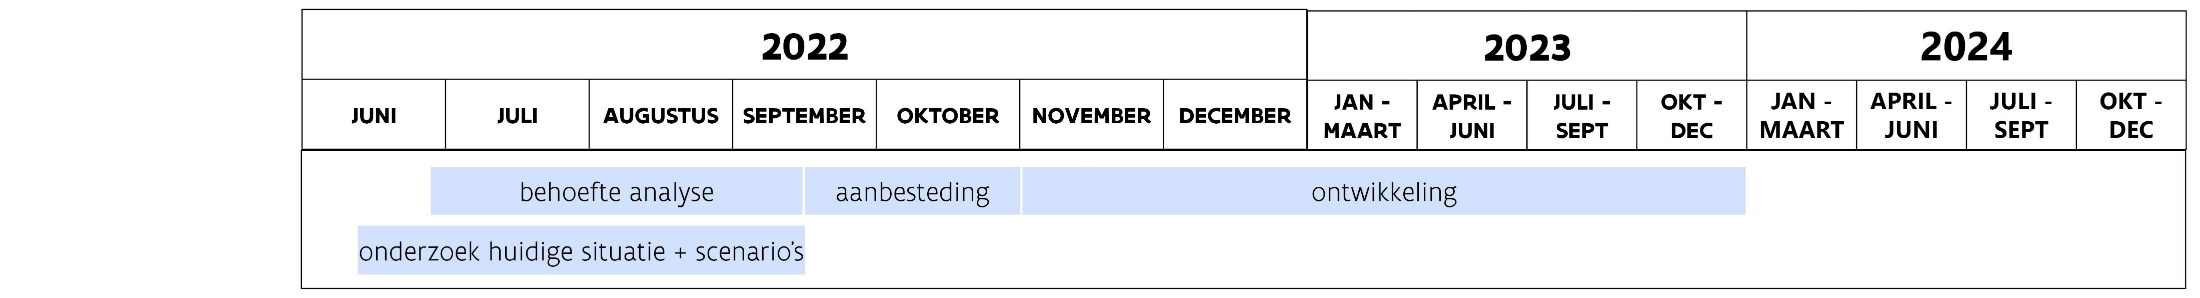 2022 2023 2024
JUNI JULI AUGUSTUS SEPTEMBER OKTOBER NOVEMBER DECEMBER JAN - APRIL - JULI - OKT - JAN - APRIL - JULI - OKT -
MAART JUNI SEPT DEC MAART JUNI SEPT DEC
behoefte analyse aanbesteding ontwikkeling
onderzoek huidige situatie + scenario's